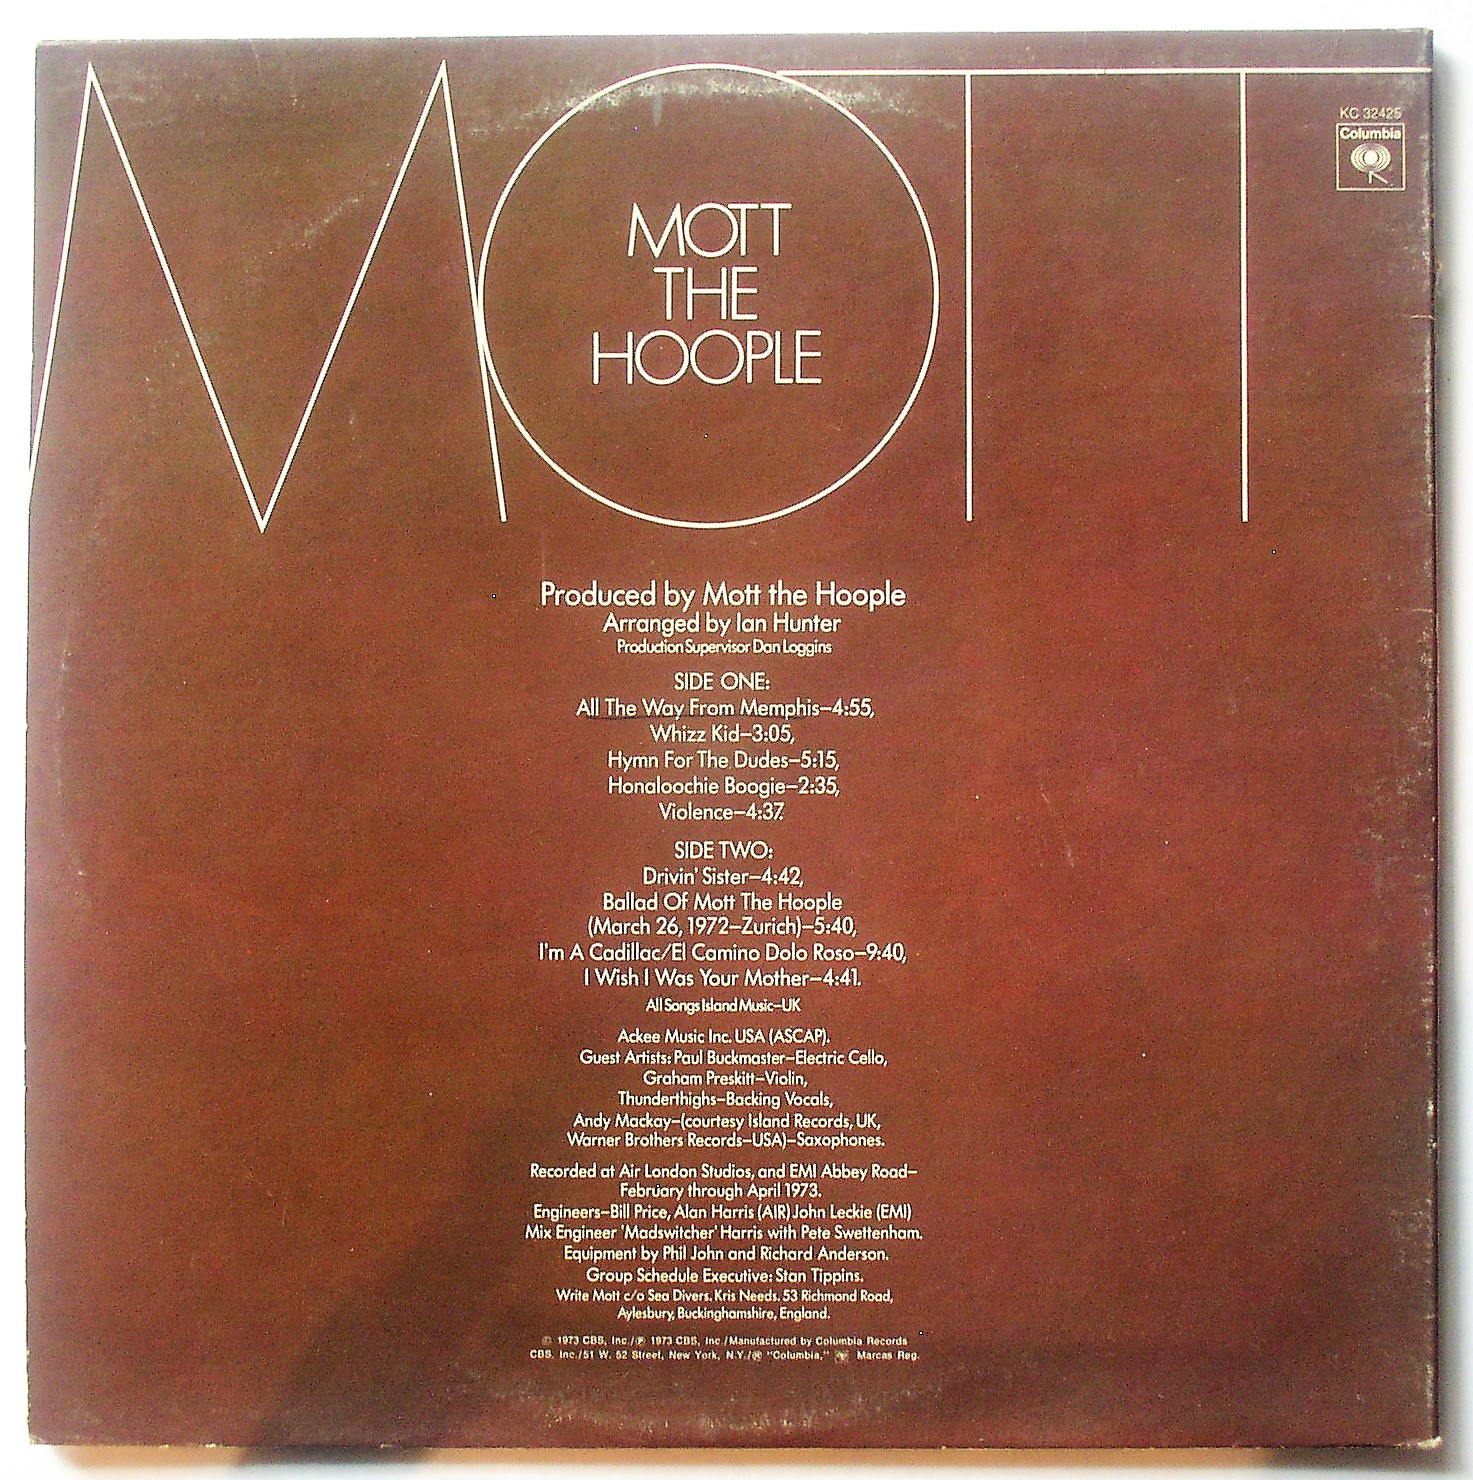 MOTT
KC 32425
Columbia
MOTT
THE
HOOPLE
Produced by Mott the Hoople
Arranged by Ian Hunter
Production Supervisor Dan Loggins
SIDE ONE:
All The Way From Memphis–4:55,
Whizz Kid–3:05,
Hymn For The Dudes–5:15,
Honaloochie Boogie–2:35,
Violence–4:37.
SIDE TWO:
Drivin' Sister–4:42,
Ballad Of Mott The Hoople
(March 26, 1972–Zurich)–5:40,
I'm A Cadillac/El Camino Dolo Roso–9:40,
I Wish I Was Your Mother–4:41.
All Songs Island Music–UK
Ackee Music Inc. USA (ASCAP).
Guest Artists: Paul Buckmaster–Electric Cello,
Graham Preskitt–Violin,
Thunderthighs–Backing Vocals,
Andy Mackay–(courtesy Island Records, UK,
Warner Brothers Records–USA)–Saxophones.
Recorded at Air London Studios, and EMI Abbey Road–
February through April 1973.
Engineers–Bill Price, Alan Harris (AIR) John Leckie (EMI)
Mix Engineer 'Madswitcher' Harris with Pete Swettenham.
Equipment by Phil John and Richard Anderson.
Group Schedule Executive: Stan Tippins.
Write Mott c/o Sea Divers. Kris Needs. 53 Richmond Road,
Aylesbury, Buckinghamshire, England.
© 1973 CBS, Inc./℗ 1973 CBS, Inc./Manufactured by Columbia Records
CBS, Inc./51 W. 52 Street, New York, N.Y./® "Columbia," Marcas Reg.